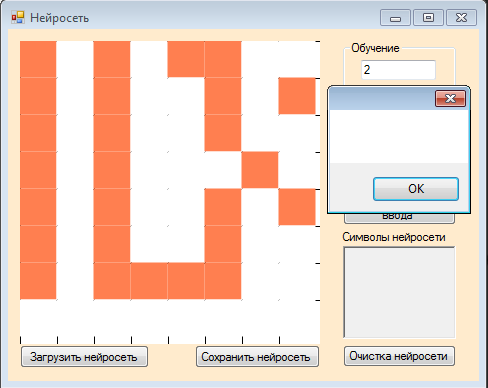 Нейросеть
Обучение
2
OK
ввода
Символы нейросети
Загрузить нейросеть
Сохранить нейросеть
Очистка нейросети